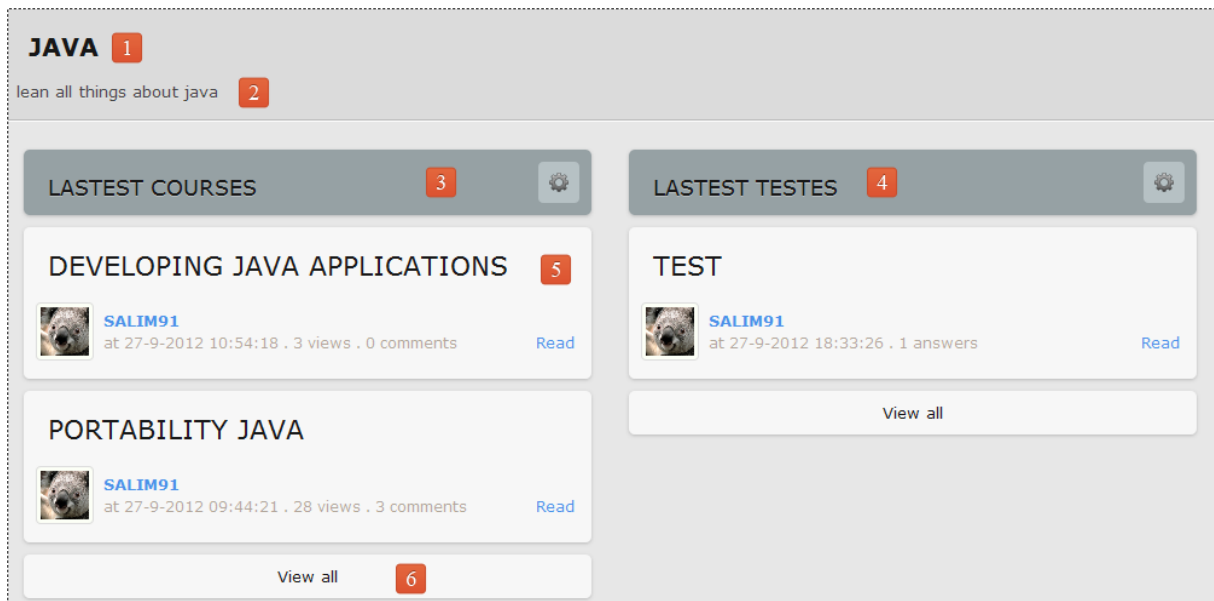 JAVA 1
lean all things about java 2
LASTEST COURSES 3
DEVELOPING JAVA APPLICATIONS 5
SALIM91
at 27-9-2012 10:54:18 . 3 views . 0 comments Read
PORTABILITY JAVA
SALIM91
at 27-9-2012 09:44:21 . 28 views . 3 comments Read
View all 6
LASTEST TESTES 4
TEST
SALIM91
at 27-9-2012 18:33:26 . 1 answers Read
View all